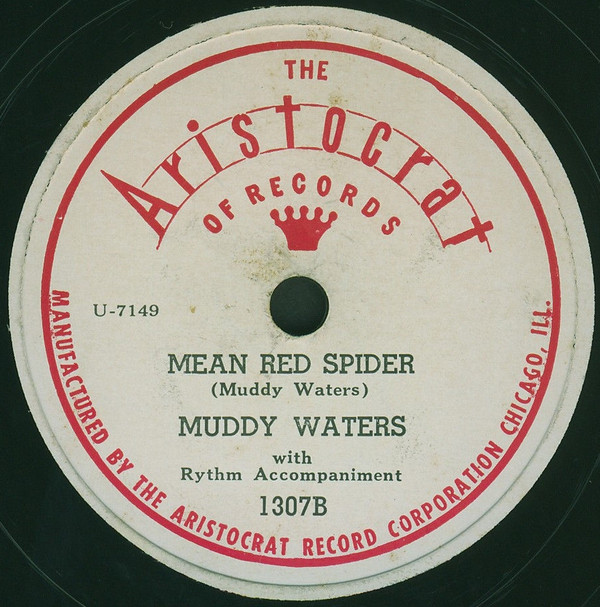 THE
Aristocrat
OF RECORDS
U-7149
MEAN RED SPIDER
(Muddy Waters)
MUDDY WATERS
with
Rythm Accompaniment
1307B
MANUFACTURED BY THE ARISTOCRAT RECORD CORPORATION CHICAGO, ILL.